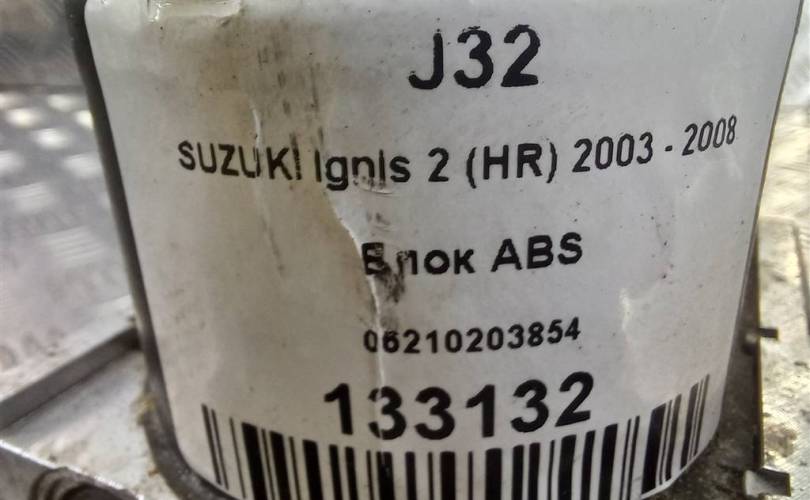 J32
SUZUKI Ignis 2 (HR) 2003 - 2008
Блок ABS
06210203854
133132